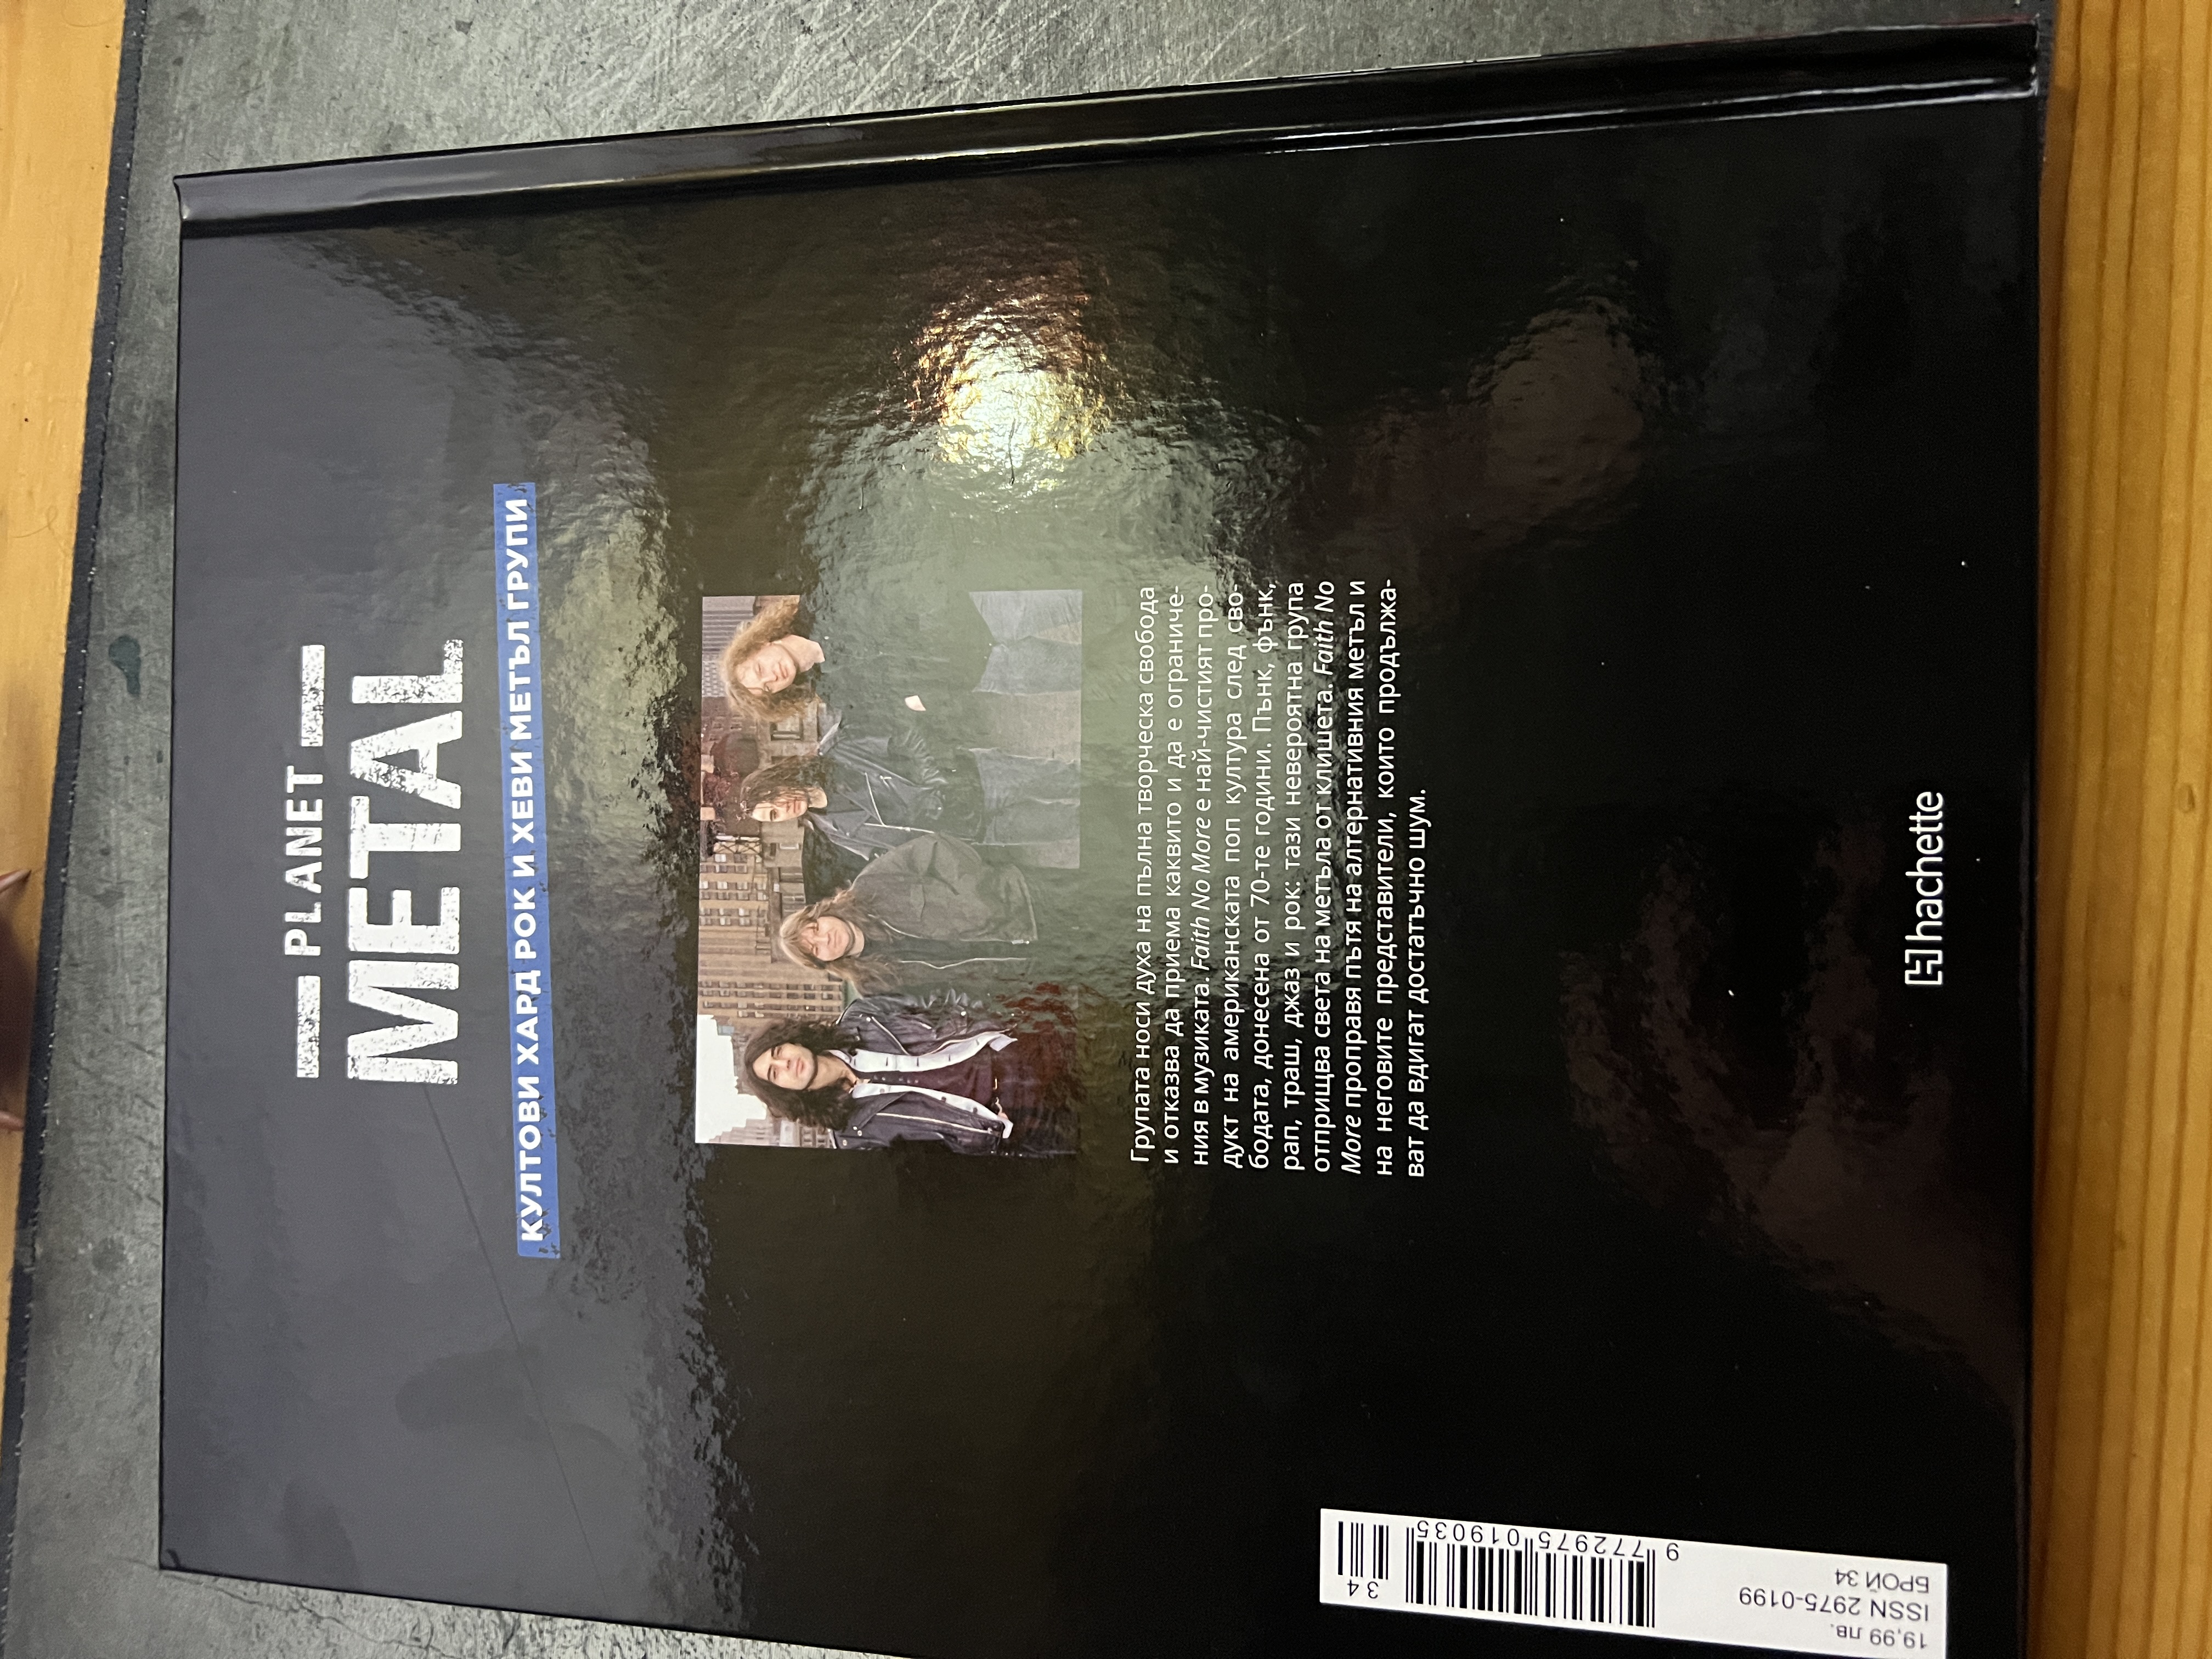 PLANET
METAL
КУЛТОВИ ХАРД РОК И ХЕВИ МЕТЪЛ ГРУПИ
Групата носи духа на пълна творческа свобода
и отказва да приема каквито и да е ограниче-
ния в музиката. Faith No More е най-чистият про-
дукт на американската поп култура след сво-
бодата, донесена от 70-те години. Пънк, фънк,
рап, траш, джаз и рок: тази невероятна група
отприщва света на метъла от клишета. Faith No
More проправя пътя на алтернативния метъл и
на неговите представители, които продължа-
ват да вдигат достатъчно шум.
34
9 772975 019035
19,99 лв.
ISSN 2975-0199
БРОЙ 34
hachette